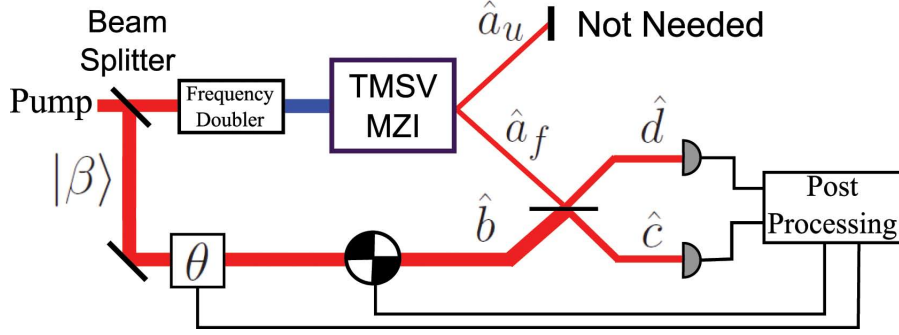 Beam
Splitter
Pump
Frequency
Doubler
TMSV
MZI
â_u
Not Needed
â_f
d̂
|β⟩
b̂
ĉ
θ
Post
Processing